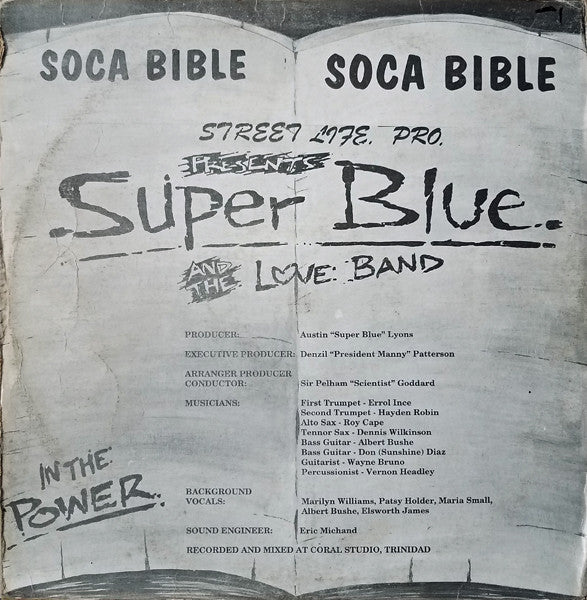 SOCA BIBLE SOCA BIBLE
STREET LIFE. PRO.
PRESENTS
Super Blue.
AND THE LOVE: BAND
PRODUCER: Austin "Super Blue" Lyons
EXECUTIVE PRODUCER: Denzil "President Manny" Patterson
ARRANGER PRODUCER
CONDUCTOR: Sir Pelham "Scientist" Goddard
MUSICIANS: First Trumpet - Errol Ince
Second Trumpet - Hayden Robin
Alto Sax - Roy Cape
Tennor Sax - Dennis Wilkinson
Bass Guitar - Albert Bushe
Bass Guitar - Don (Sunshine) Diaz
Guitarist - Wayne Bruno
Percussionist - Vernon Headley
IN THE
POWER.
BACKGROUND
VOCALS: Marilyn Williams, Patsy Holder, Maria Small,
Albert Bushe, Elsworth James
SOUND ENGINEER: Eric Michand
RECORDED AND MIXED AT CORAL STUDIO, TRINIDAD